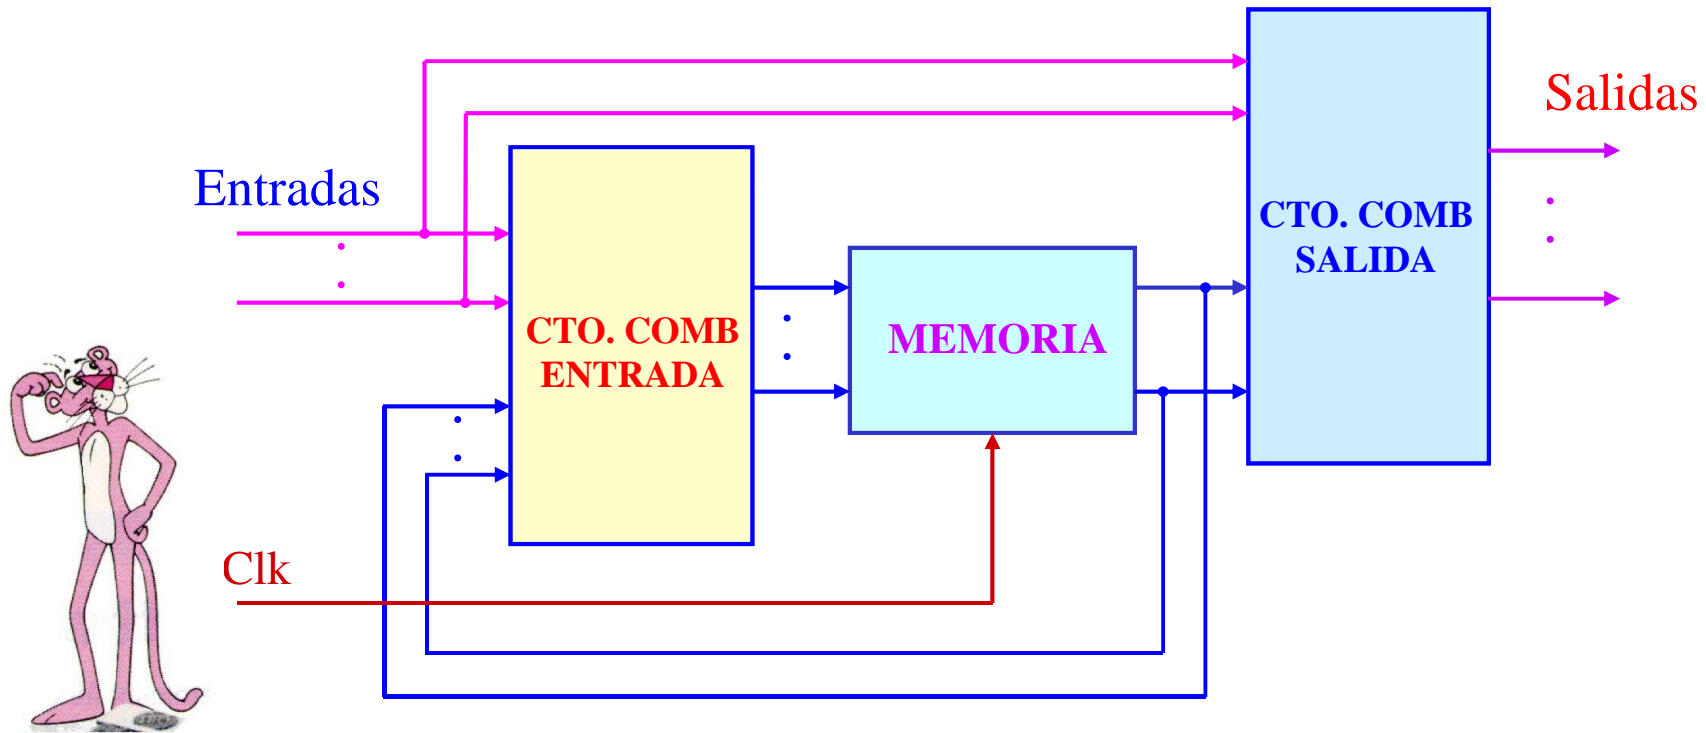 Salidas
Entradas
CTO. COMB
SALIDA
CTO. COMB
ENTRADA
MEMORIA
Clk